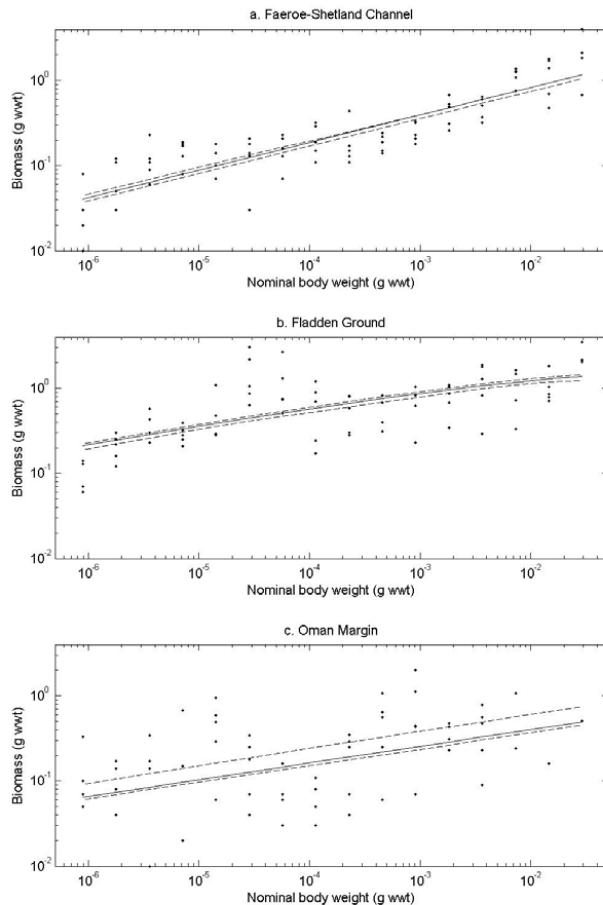 a. Faeroe-Shetland Channel
10^0
10^-1
10^-2
Biomass (g wwt)
10^-6 10^-5 10^-4 10^-3 10^-2
Nominal body weight (g wwt)
b. Fladden Ground
10^0
10^-1
10^-2
Biomass (g wwt)
10^-6 10^-5 10^-4 10^-3 10^-2
Nominal body weight (g wwt)
c. Oman Margin
10^0
10^-1
10^-2
Biomass (g wwt)
10^-6 10^-5 10^-4 10^-3 10^-2
Nominal body weight (g wwt)